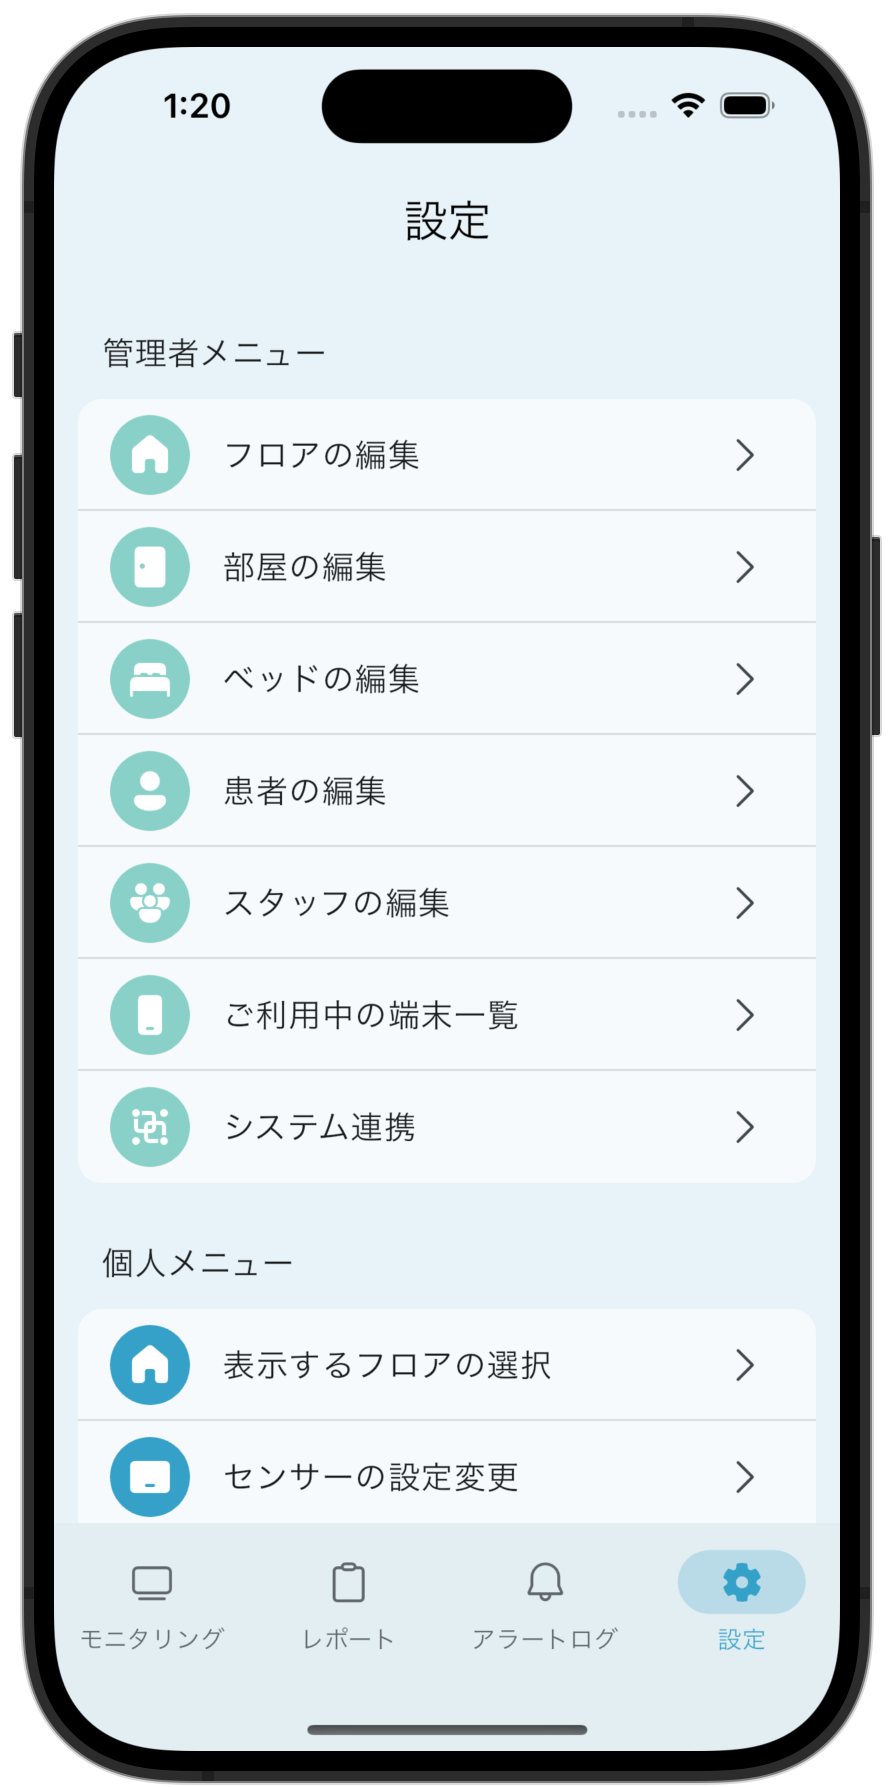 1:20
設定
管理者メニュー
フロアの編集
部屋の編集
ベッドの編集
患者の編集
スタッフの編集
ご利用中の端末一覧
システム連携
個人メニュー
表示するフロアの選択
センサーの設定変更
モニタリング
レポート
アラートログ
設定